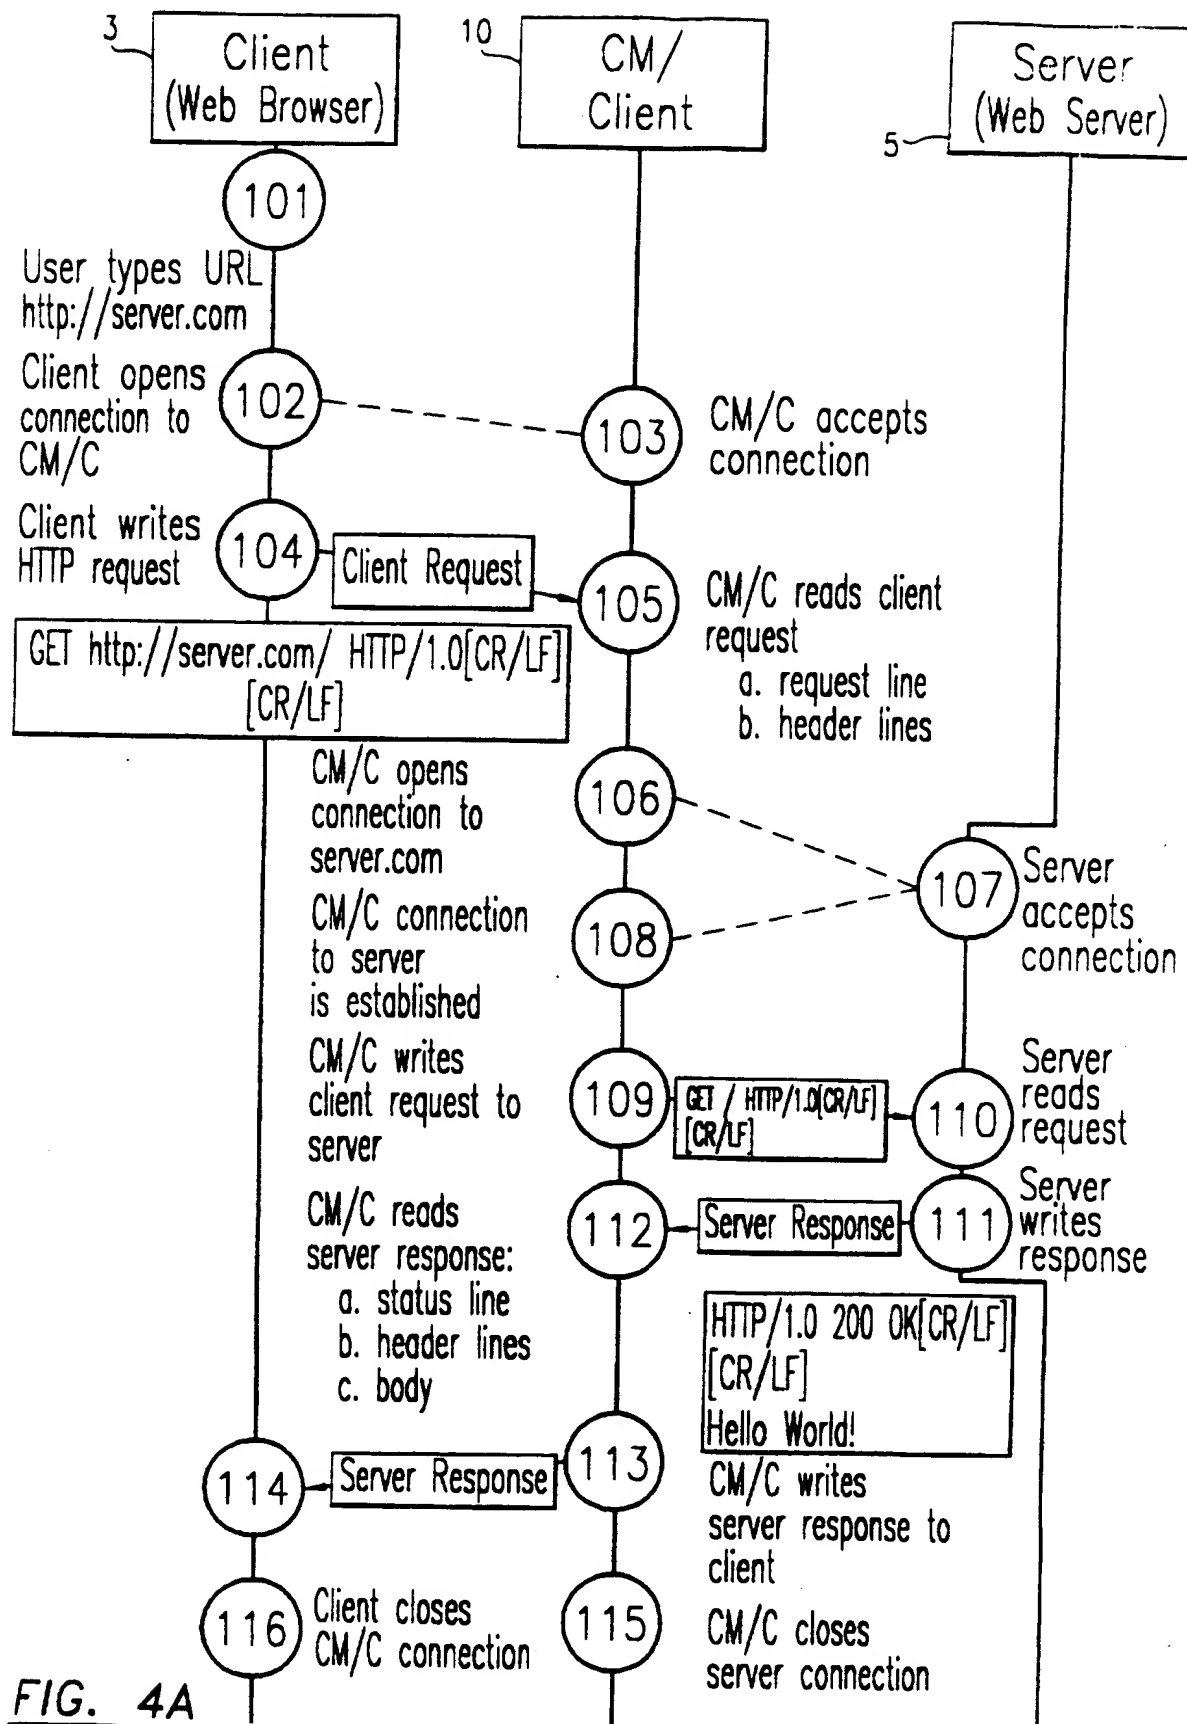 3
Client
(Web Browser)
10
CM/
Client
5
Server
(Web Server)
101
User types URL
http://server.com
Client opens
connection to
CM/C
102
103
CM/C accepts
connection
Client writes
HTTP request
104
Client Request
105
CM/C reads client
request
a. request line
b. header lines
GET http://server.com/ HTTP/1.0[CR/LF]
[CR/LF]
CM/C opens
connection to
server.com
106
107
Server
accepts
connection
CM/C connection
to server
is established
108
CM/C writes
client request to
server
109
GET / HTTP/1.0[CR/LF]
[CR/LF]
110
Server
reads
request
CM/C reads
server response:
a. status line
b. header lines
c. body
112
Server Response
111
Server
writes
response
HTTP/1.0 200 OK[CR/LF]
[CR/LF]
Hello World!
114
Server Response
113
CM/C writes
server response to
client
116
Client closes
CM/C connection
115
CM/C closes
server connection
FIG. 4A